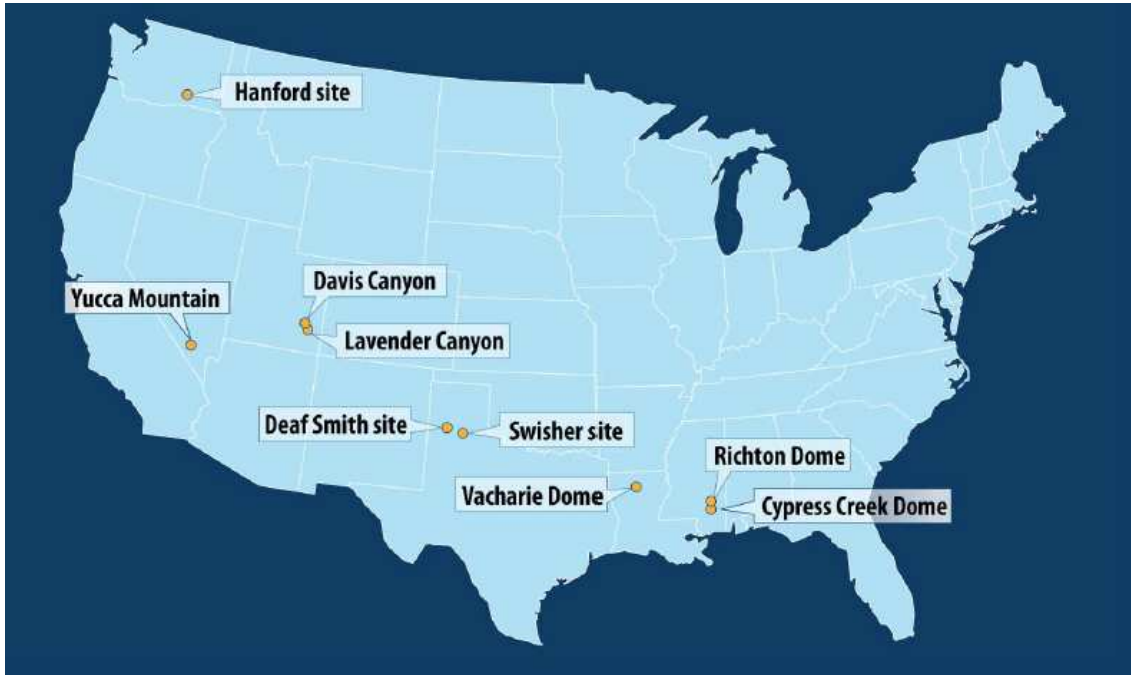 Hanford site
Davis Canyon
Yucca Mountain
Lavender Canyon
Deaf Smith site
Swisher site
Richton Dome
Vacharie Dome
Cypress Creek Dome